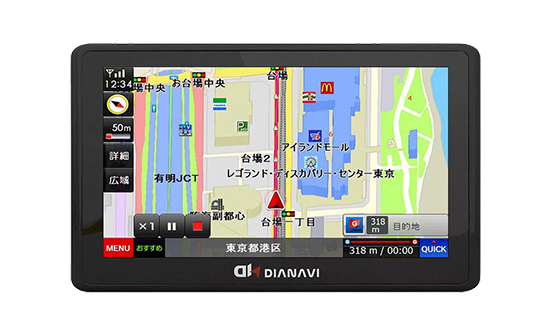 12:34
場中央
お台場中央
台場
50m
台場2
アイランドモール
レゴランド・ディスカバリー・センター東京
詳細
広域
有明JCT
臨海副都心
台場一丁目
×1
318 m
目的地
MENU
おすすめ
東京都港区
318 m / 00:00
QUICK
DIANAVI